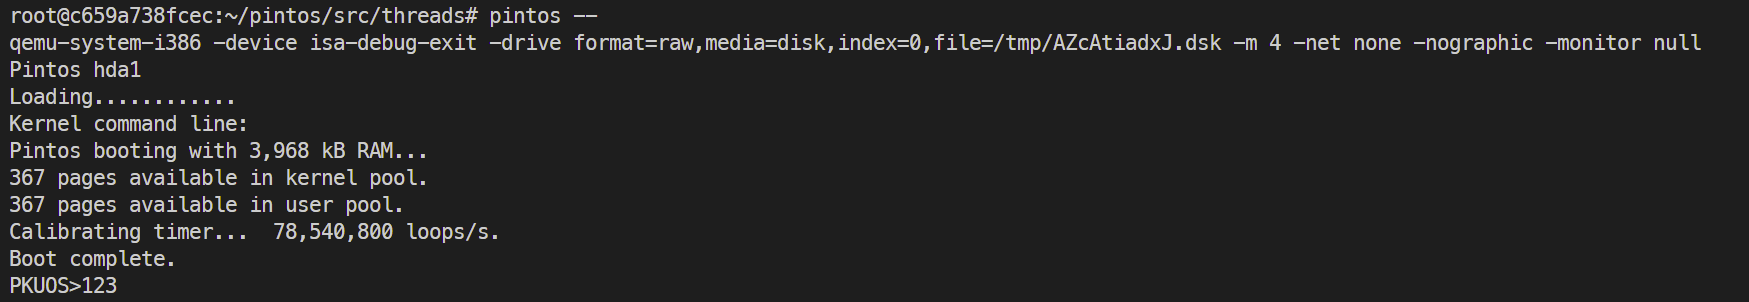 root@c659a738fcec:~/pintos/src/threads# pintos --
qemu-system-i386 -device isa-debug-exit -drive format=raw,media=disk,index=0,file=/tmp/AZcAtiadxJ.dsk -m 4 -net none -nographic -monitor null
Pintos hda1
Loading............
Kernel command line:
Pintos booting with 3,968 kB RAM...
367 pages available in kernel pool.
367 pages available in user pool.
Calibrating timer...  78,540,800 loops/s.
Boot complete.
PKUOS>123